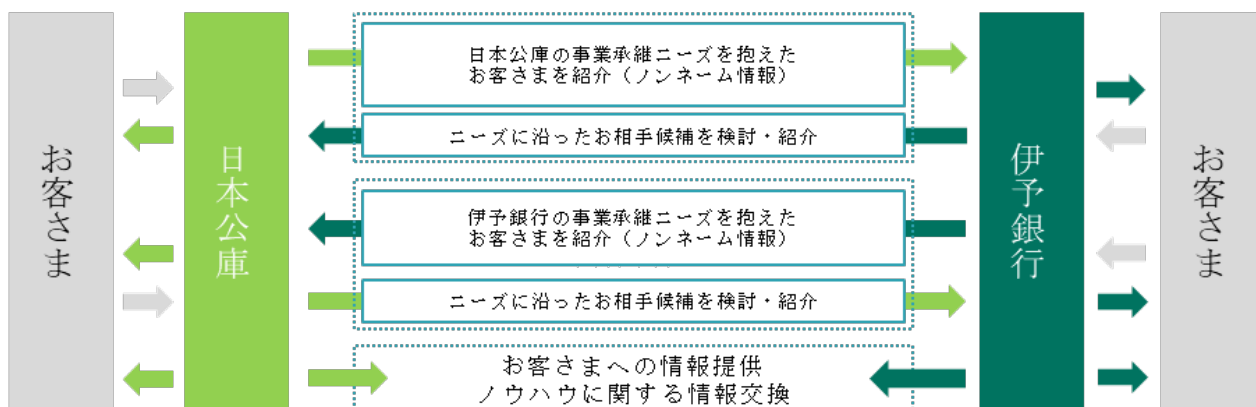 お客さま
日本公庫
日本公庫の事業承継ニーズを抱えた
お客さまを紹介（ノンネーム情報）
ニーズに沿ったお相手候補を検討・紹介
伊予銀行の事業承継ニーズを抱えた
お客さまを紹介（ノンネーム情報）
ニーズに沿ったお相手候補を検討・紹介
お客さまへの情報提供
ノウハウに関する情報交換
伊予銀行
お客さま